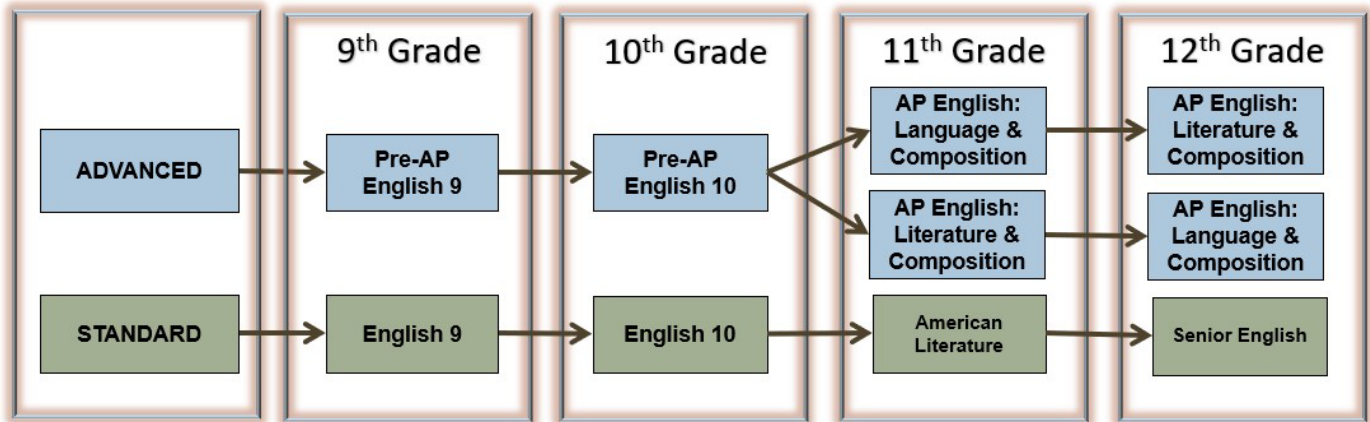 9th Grade
10th Grade
11th Grade
12th Grade
ADVANCED
Pre-AP
English 9
Pre-AP
English 10
AP English:
Language &
Composition
AP English:
Literature &
Composition
AP English:
Literature &
Composition
AP English:
Language &
Composition
STANDARD
English 9
English 10
American
Literature
Senior English